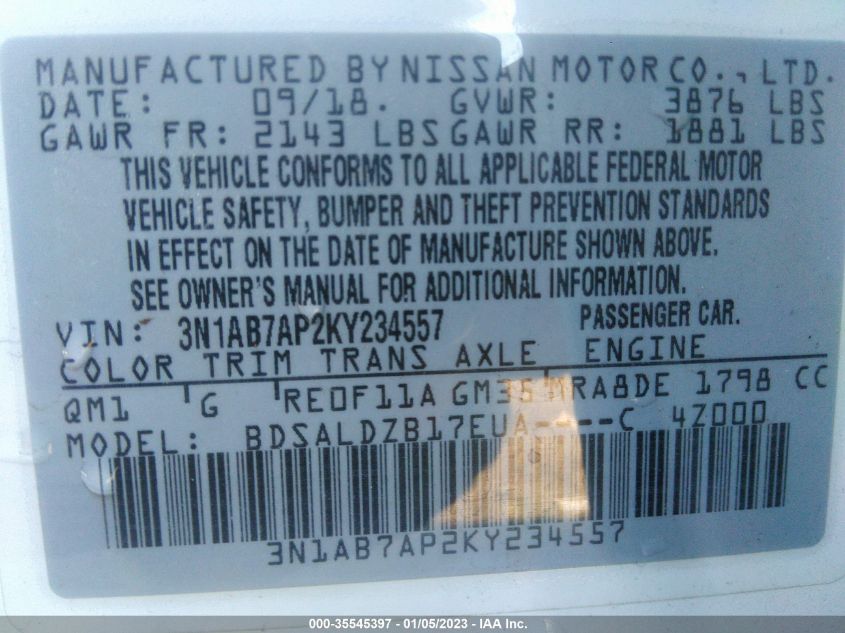 MANUFACTURED BY NISSAN MOTOR CO., LTD.
DATE: 09/18. GVWR: 3876 LBS
GAWR FR: 2143 LBS GAWR RR: 1881 LBS
THIS VEHICLE CONFORMS TO ALL APPLICABLE FEDERAL MOTOR
VEHICLE SAFETY, BUMPER AND THEFT PREVENTION STANDARDS
IN EFFECT ON THE DATE OF MANUFACTURE SHOWN ABOVE.
SEE OWNER'S MANUAL FOR ADDITIONAL INFORMATION.
VIN: 3N1AB7AP2KY234557 PASSENGER CAR.
COLOR TRIM TRANS AXLE ENGINE
QM1 G RE0F11A GM35 MRA8DE 1798 CC
MODEL: BDSALDZB17EUA----C 4Z000
3N1AB7AP2KY234557
000-35545397 - 01/05/2023 - IAA Inc.